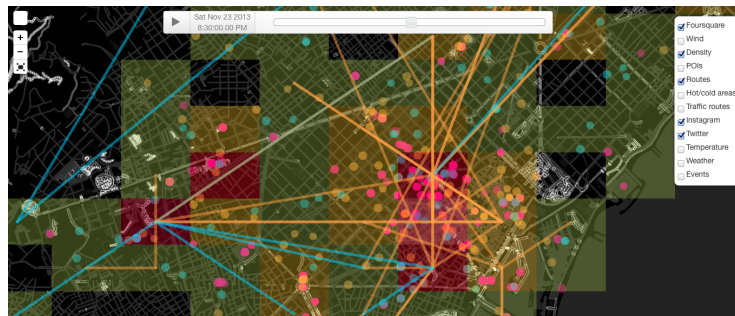 Sat Nov 23 2013
8:30:00.00 PM
+
−
Foursquare
Wind
Density
POIs
Routes
Hot/cold areas
Traffic routes
Instagram
Twitter
Temperature
Weather
Events